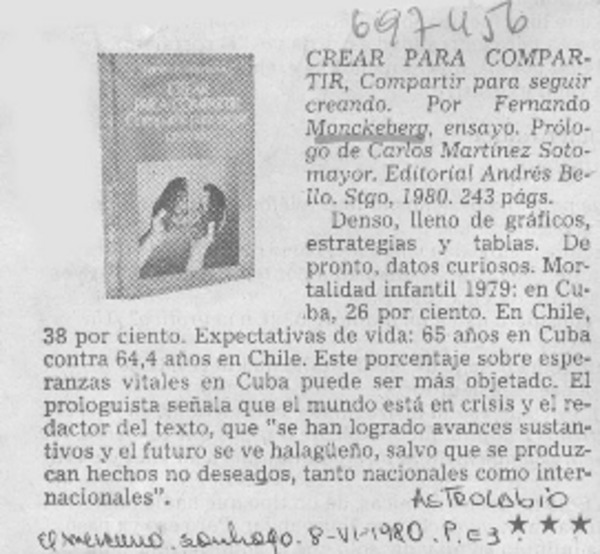 697456
CREAR PARA COMPAR-
TIR, Compartir para seguir
creando. Por Fernando
Monckeberg, ensayo. Prólo-
go de Carlos Martínez Soto-
mayor. Editorial Andrés Be-
llo. Stgo, 1980. 243 págs.
Denso, lleno de gráficos,
estrategias y tablas. De
pronto, datos curiosos. Mor-
talidad infantil 1979: en Cu-
ba, 26 por ciento. En Chile,
38 por ciento. Expectativas de vida: 65 años en Cuba
contra 64,4 años en Chile. Este porcentaje sobre espe-
ranzas vitales en Cuba puede ser más objetado. El
prologuista señala que el mundo está en crisis y el re-
dactor del texto, que "se han logrado avances sustan-
tivos y el futuro se ve halagüeño, salvo que se produz-
can hechos no deseados, tanto nacionales como inter-
nacionales".
ASTROLABIO
El Mercurio. Santiago. 8-VI-1980. P. E3 ★ ★ ★